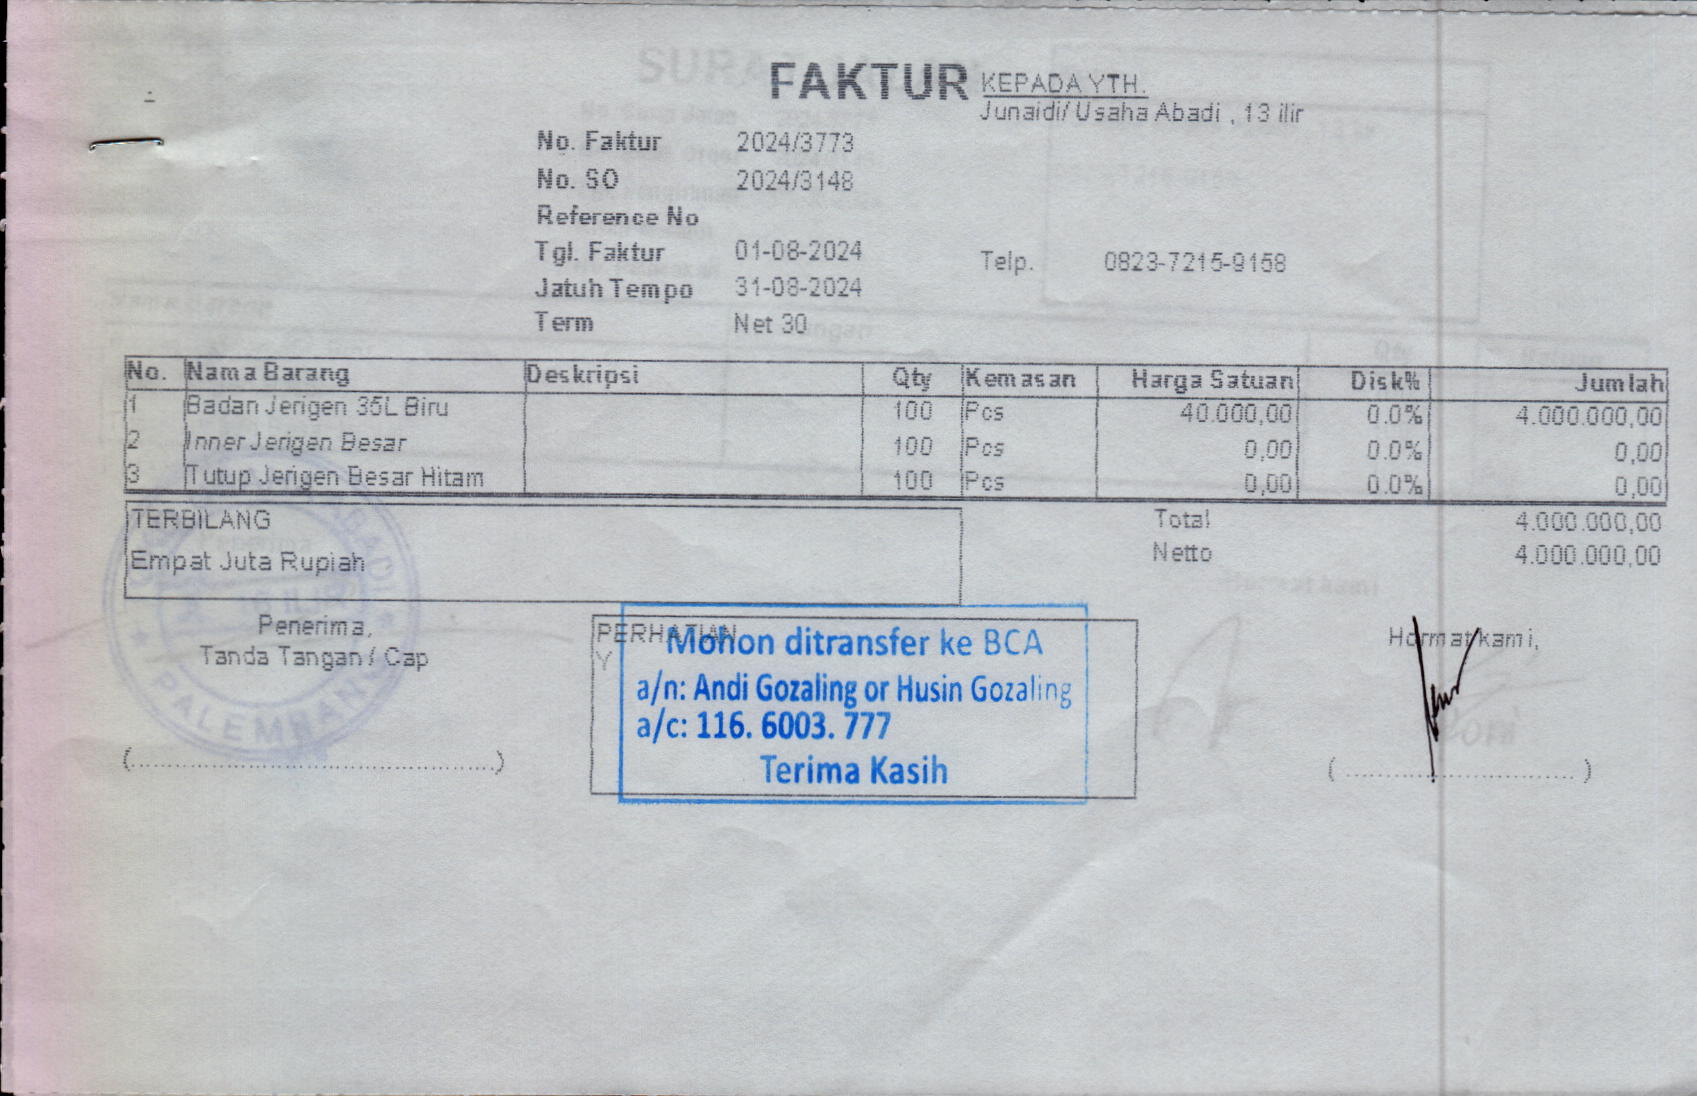 FAKTUR
KEPADA YTH.
Junaidi/ Usaha Abadi , 13 ilir
No. Faktur 2024/3773
No. SO 2024/3148
Reference No
Tgl. Faktur 01-08-2024
Telp. 0823-7215-9158
Jatuh Tempo 31-08-2024
Term Net 30
No. Nama Barang Deskripsi Qty Kemasan Harga Satuan Disk% Jumlah
1 Badan Jerigen 35L Biru 100 Pcs 40.000,00 0.0% 4.000.000,00
2 Inner Jerigen Besar 100 Pcs 0,00 0.0% 0,00
3 Tutup Jerigen Besar Hitam 100 Pcs 0,00 0.0% 0,00
TERBILANG
Total 4.000.000,00
Empat Juta Rupiah
Netto 4.000.000,00
Penerima,
Tanda Tangan / Cap
PALEMBANG
(............................................)
PERHATIAN
Y
Mohon ditransfer ke BCA
a/n: Andi Gozaling or Husin Gozaling
a/c: 116. 6003. 777
Terima Kasih
Hormat kami,
( ............................ )